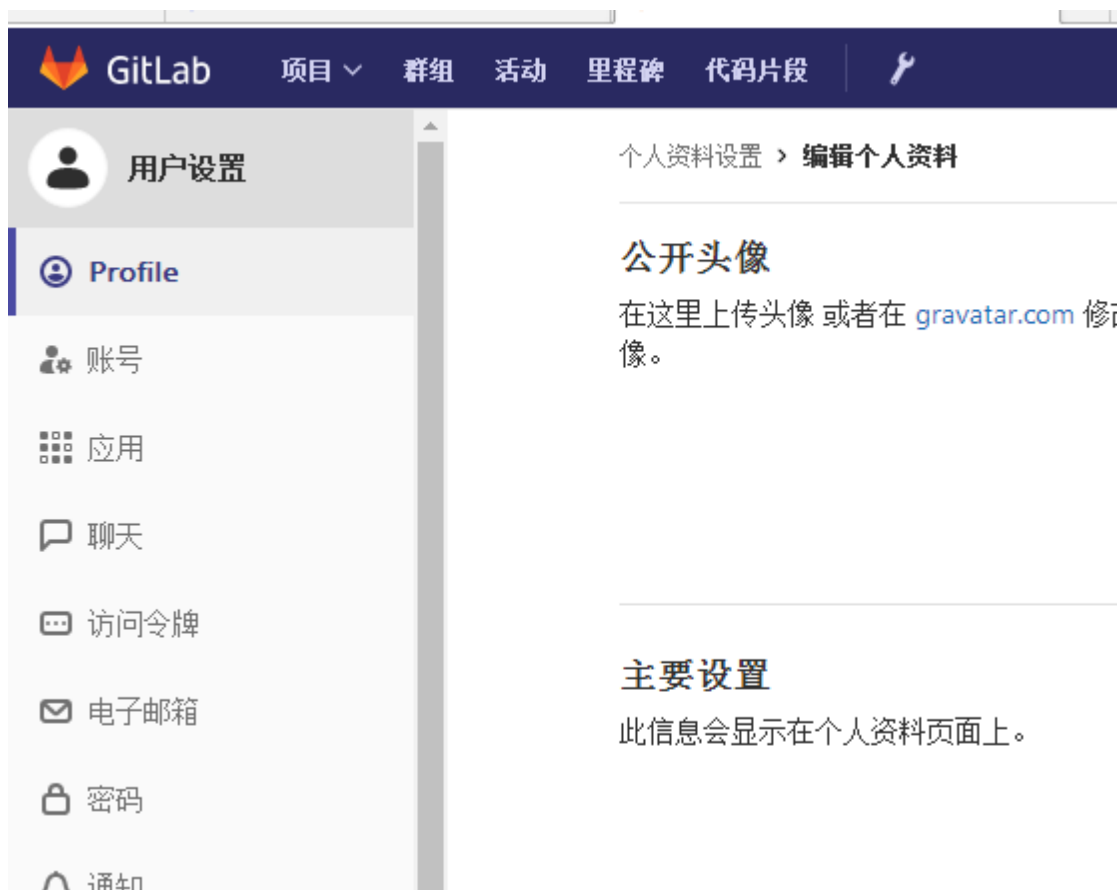 GitLab 项目 群组 活动 里程碑 代码片段
用户设置
Profile
账号
应用
聊天
访问令牌
电子邮箱
密码
通知
个人资料设置 › 编辑个人资料
公开头像
在这里上传头像 或者在 gravatar.com 修
像。
主要设置
此信息会显示在个人资料页面上。